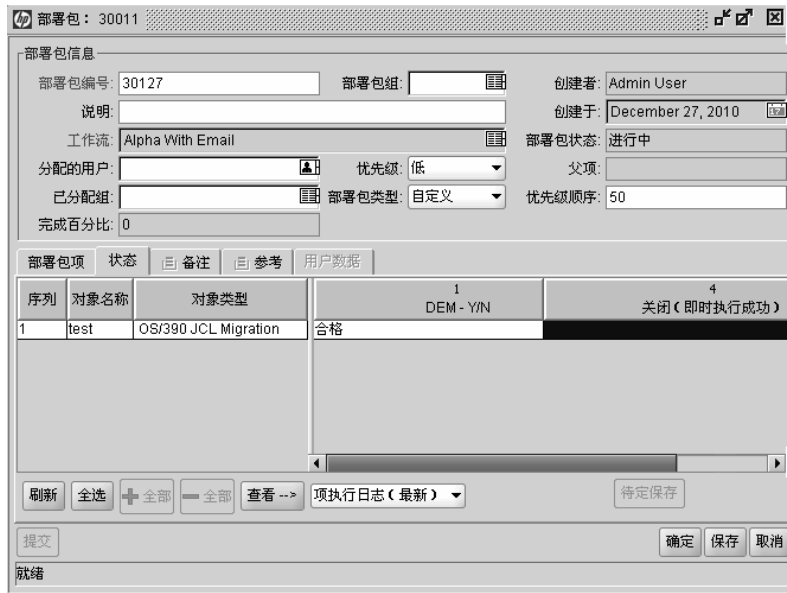 部署包：30011
部署包信息
部署包编号: 30127 部署包组: 创建者: Admin User
说明: 创建于: December 27, 2010
工作流: Alpha With Email 部署包状态: 进行中
分配的用户: 优先级: 低 父项:
已分配组: 部署包类型: 自定义 优先级顺序: 50
完成百分比: 0
部署包项 状态 备注 参考 用户数据
序列 对象名称 对象类型 1 DEM - Y/N 4 关闭（即时执行成功）
1 test OS/390 JCL Migration 合格
刷新 全选 全部 全部 查看 --> 项执行日志（最新） 待定保存
提交 确定 保存 取消
就绪